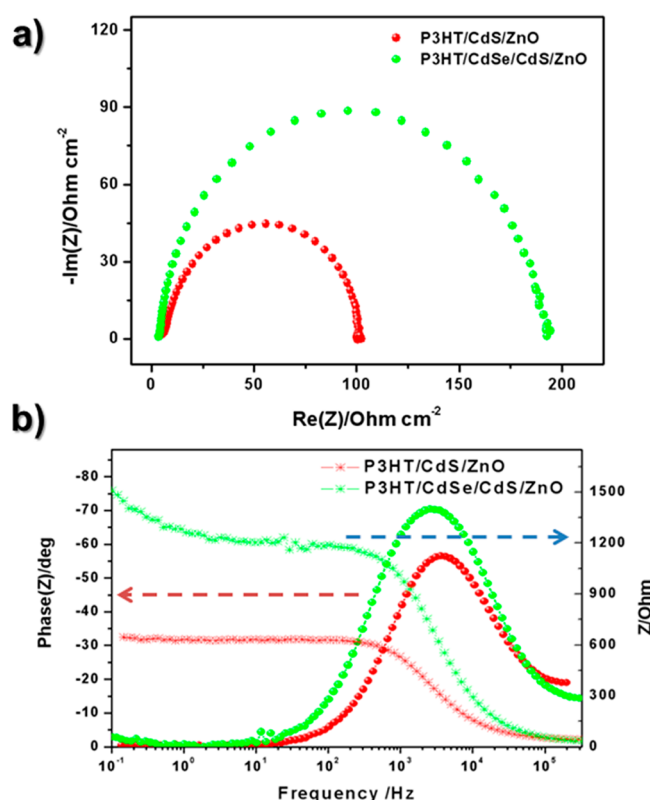 a)
120
90
60
30
0
-Im(Z)/Ohm cm-2
P3HT/CdS/ZnO
P3HT/CdSe/CdS/ZnO
0 50 100 150 200
Re(Z)/Ohm cm-2
b)
-80
-70
-60
-50
-40
-30
-20
-10
0
Phase(Z)/deg
P3HT/CdS/ZnO
P3HT/CdSe/CdS/ZnO
1500
1200
900
600
300
0
Z/Ohm
10-1 100 101 102 103 104 105
Frequency /Hz